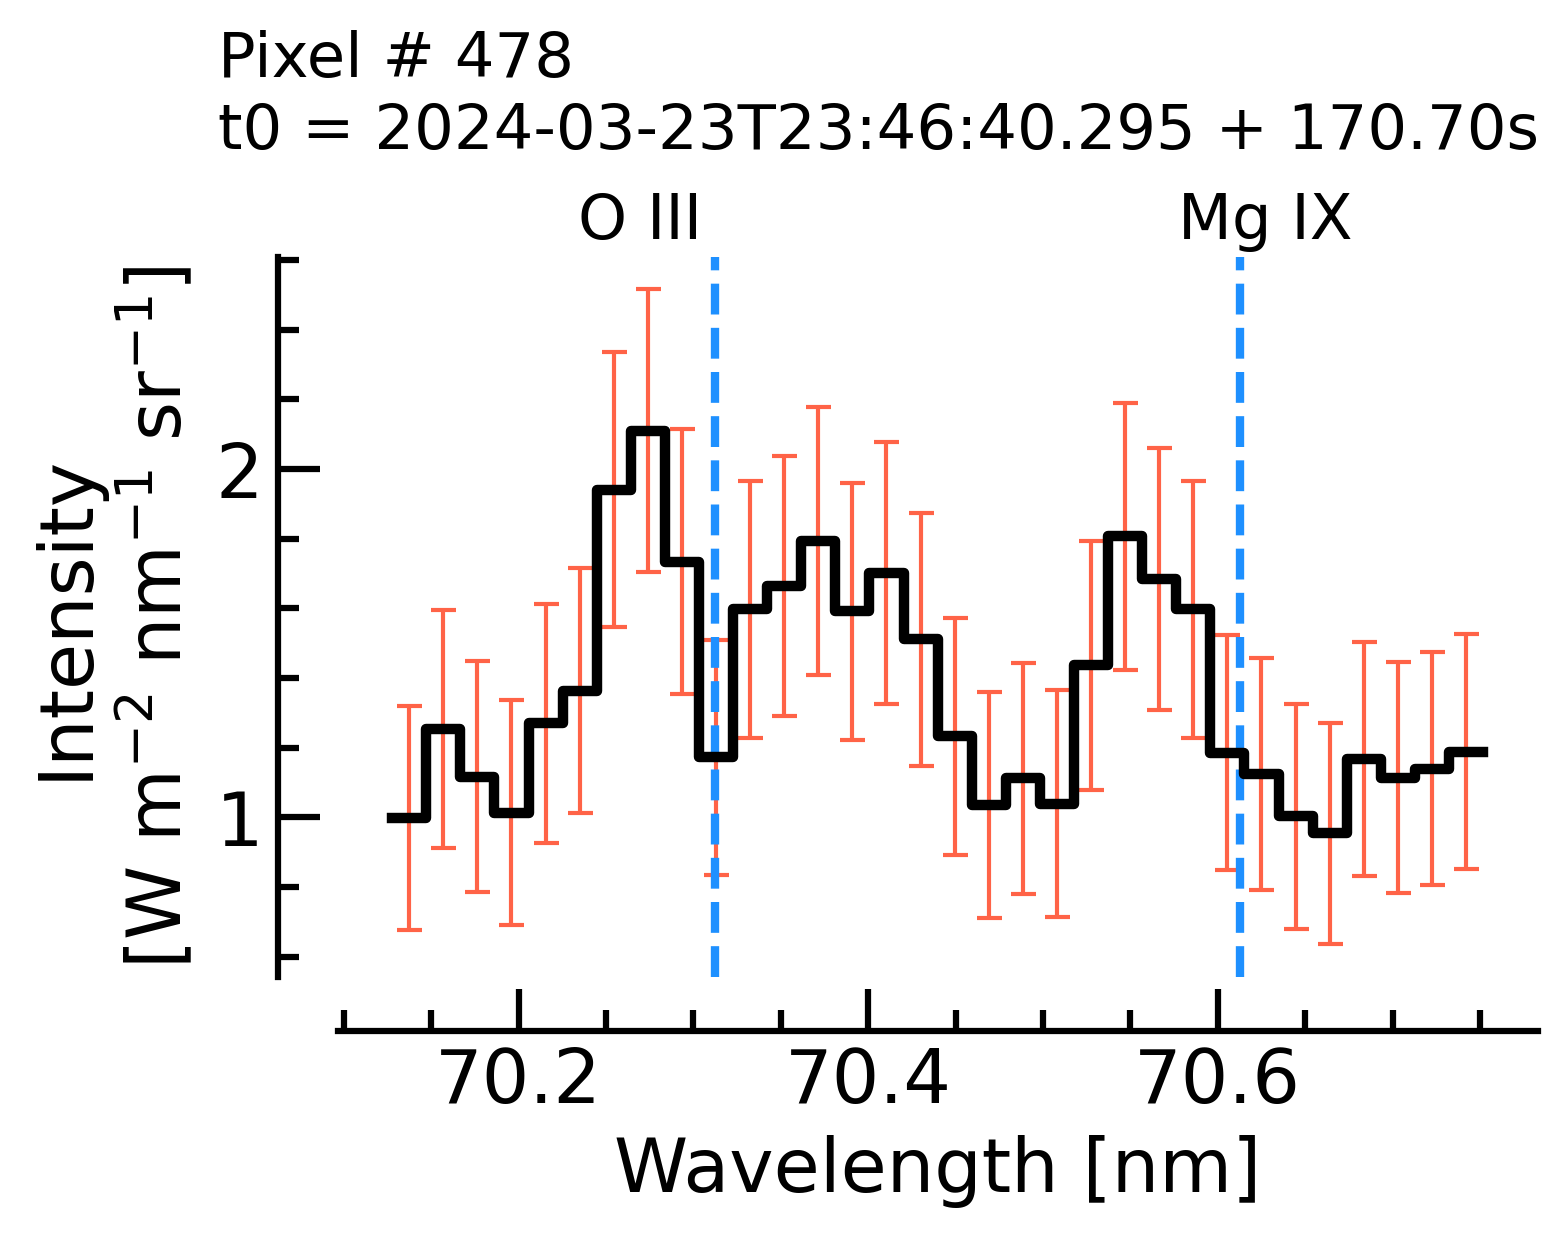 Pixel # 478
t0 = 2024-03-23T23:46:40.295 + 170.70s
O III
Mg IX
Intensity
[W m⁻² nm⁻¹ sr⁻¹]
2
1
70.2
70.4
70.6
Wavelength [nm]